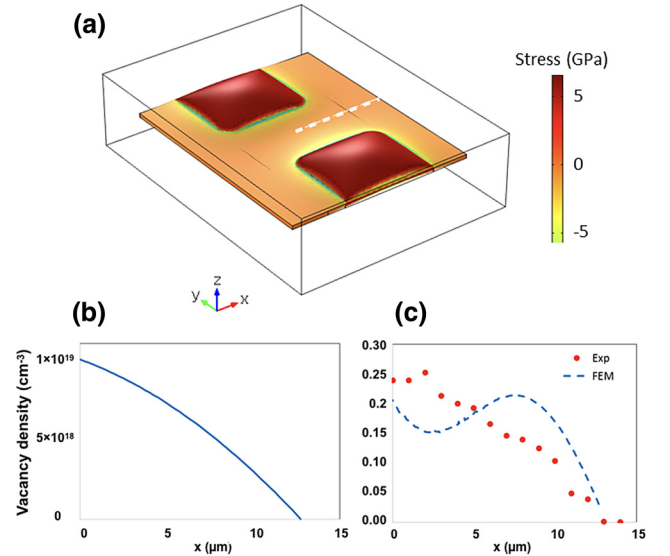 (a)
Stress (GPa)
5
0
-5
z
y
x
(b)
Vacancy density (cm-3)
1×10¹⁹
5×10¹⁸
0
0 5 10 15
x (μm)
(c)
0.30
0.25
0.2
0.15
0.10
0.05
0.00
Exp
FEM
0 5 10 15
x (μm)